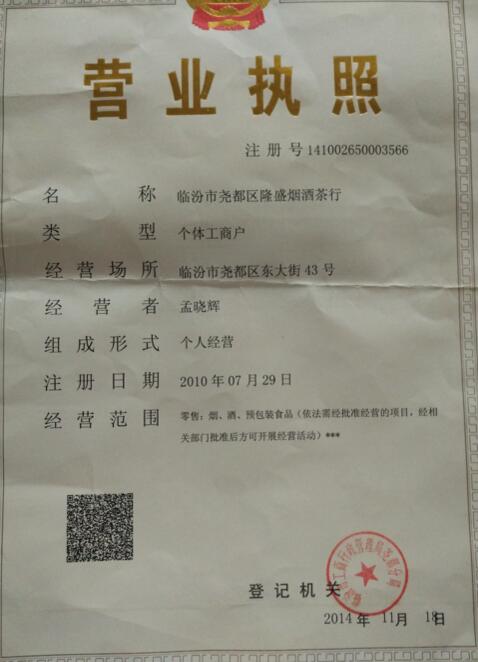 营业执照
注册号 141002650003566
名称 临汾市尧都区隆盛烟酒茶行
类型 个体工商户
经营场所 临汾市尧都区东大街43号
经营者 孟晓辉
组成形式 个人经营
注册日期 2010年07月29日
经营范围 零售：烟、酒、预包装食品（依法需经批准经营的项目，经相
关部门批准后方可开展经营活动）***
登记机关
2014年 11月 18日